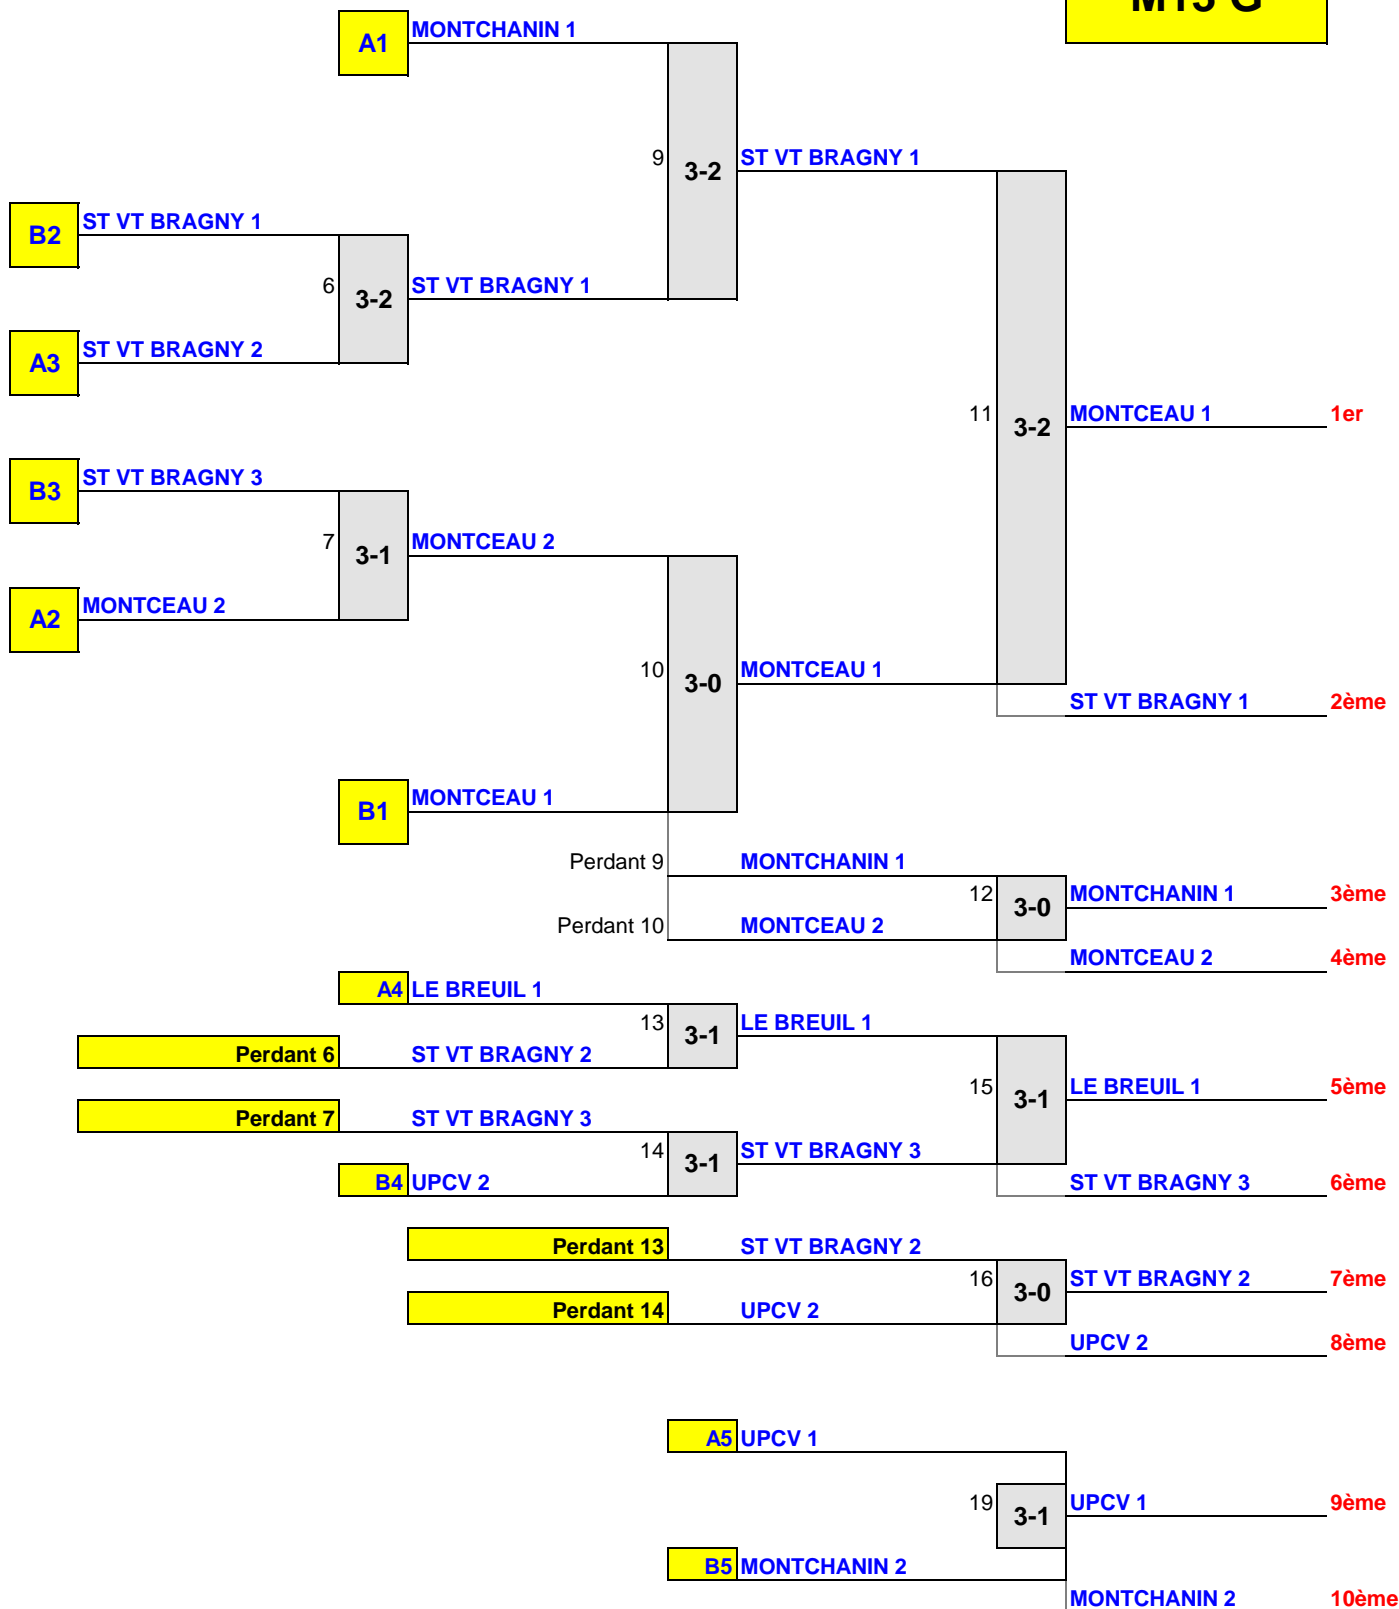 M15 G
A1 MONTCHANIN 1
9 3-2 ST VT BRAGNY 1
B2 ST VT BRAGNY 1
6 3-2 ST VT BRAGNY 1
A3 ST VT BRAGNY 2
11 3-2 MONTCEAU 1 1er
B3 ST VT BRAGNY 3
7 3-1 MONTCEAU 2
A2 MONTCEAU 2
10 3-0 MONTCEAU 1
ST VT BRAGNY 1 2ème
B1 MONTCEAU 1
Perdant 9 MONTCHANIN 1
12 3-0 MONTCHANIN 1 3ème
Perdant 10 MONTCEAU 2
MONTCEAU 2 4ème
A4 LE BREUIL 1
13 3-1 LE BREUIL 1
Perdant 6 ST VT BRAGNY 2
15 3-1 LE BREUIL 1 5ème
Perdant 7 ST VT BRAGNY 3
14 3-1 ST VT BRAGNY 3
B4 UPCV 2
ST VT BRAGNY 3 6ème
Perdant 13 ST VT BRAGNY 2
16 3-0 ST VT BRAGNY 2 7ème
Perdant 14 UPCV 2
UPCV 2 8ème
A5 UPCV 1
19 3-1 UPCV 1 9ème
B5 MONTCHANIN 2
MONTCHANIN 2 10ème